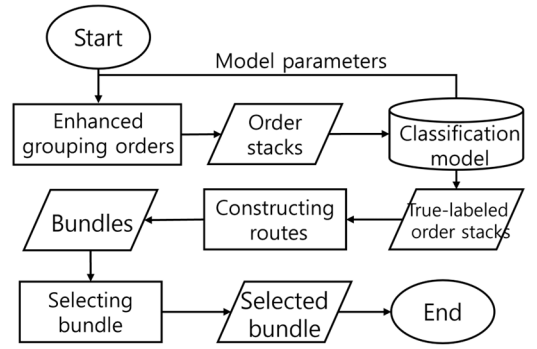 Start
Model parameters
Enhanced
grouping orders
Order
stacks
Classification
model
Bundles
Constructing
routes
True-labeled
order stacks
Selecting
bundle
Selected
bundle
End